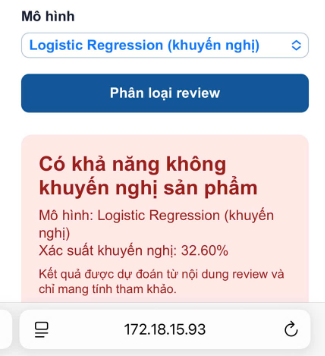 Mô hình
Logistic Regression (khuyến nghị)
Phân loại review
Có khả năng không
khuyến nghị sản phẩm
Mô hình: Logistic Regression (khuyến
nghị)
Xác suất khuyến nghị: 32.60%
Kết quả được dự đoán từ nội dung review và
chỉ mang tính tham khảo.
172.18.15.93